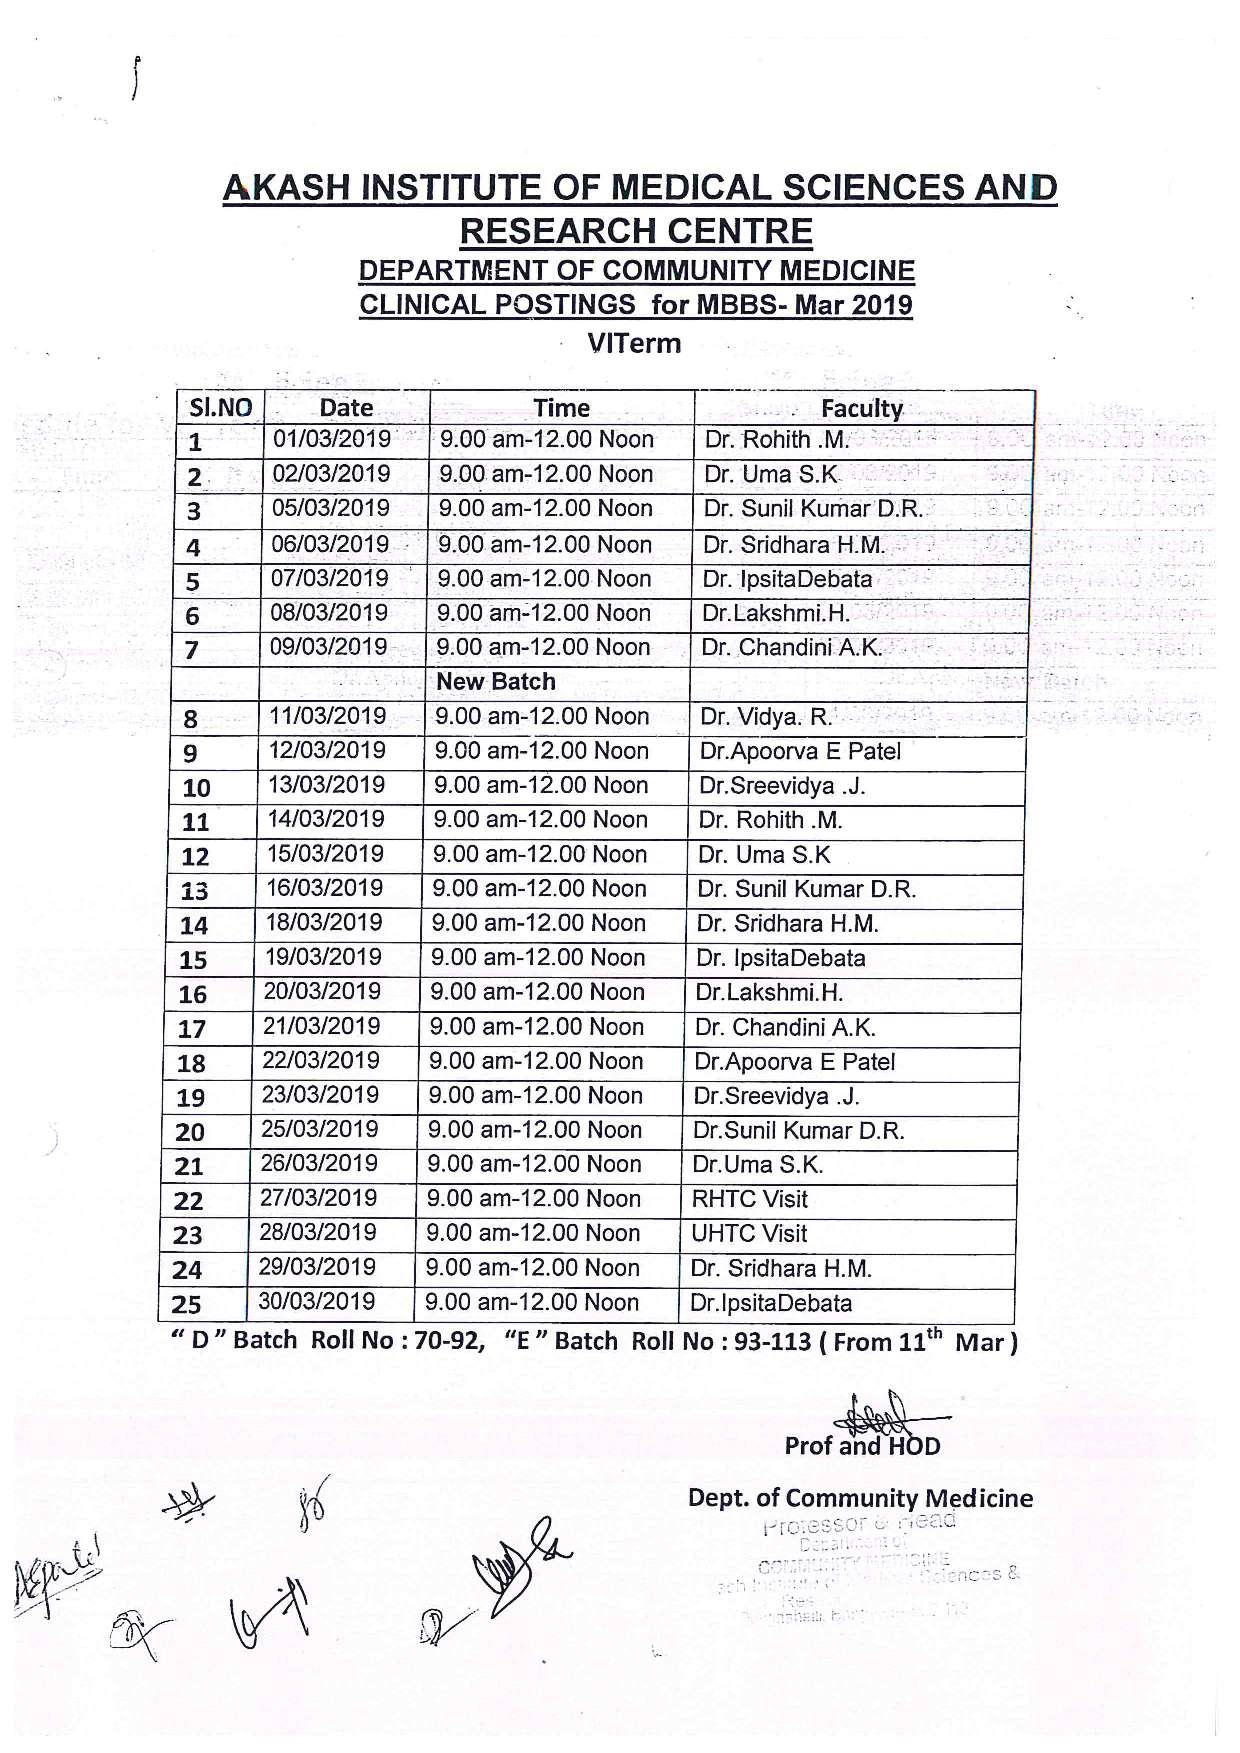 AKASH INSTITUTE OF MEDICAL SCIENCES AND
RESEARCH CENTRE
DEPARTMENT OF COMMUNITY MEDICINE
CLINICAL POSTINGS for MBBS- Mar 2019
VITerm
Sl.NO Date Time Faculty
1 01/03/2019 9.00 am-12.00 Noon Dr. Rohith .M.
2 02/03/2019 9.00 am-12.00 Noon Dr. Uma S.K
3 05/03/2019 9.00 am-12.00 Noon Dr. Sunil Kumar D.R.
4 06/03/2019 9.00 am-12.00 Noon Dr. Sridhara H.M.
5 07/03/2019 9.00 am-12.00 Noon Dr. IpsitaDebata
6 08/03/2019 9.00 am-12.00 Noon Dr.Lakshmi.H.
7 09/03/2019 9.00 am-12.00 Noon Dr. Chandini A.K.
New Batch
8 11/03/2019 9.00 am-12.00 Noon Dr. Vidya. R.
9 12/03/2019 9.00 am-12.00 Noon Dr.Apoorva E Patel
10 13/03/2019 9.00 am-12.00 Noon Dr.Sreevidya .J.
11 14/03/2019 9.00 am-12.00 Noon Dr. Rohith .M.
12 15/03/2019 9.00 am-12.00 Noon Dr. Uma S.K
13 16/03/2019 9.00 am-12.00 Noon Dr. Sunil Kumar D.R.
14 18/03/2019 9.00 am-12.00 Noon Dr. Sridhara H.M.
15 19/03/2019 9.00 am-12.00 Noon Dr. IpsitaDebata
16 20/03/2019 9.00 am-12.00 Noon Dr.Lakshmi.H.
17 21/03/2019 9.00 am-12.00 Noon Dr. Chandini A.K.
18 22/03/2019 9.00 am-12.00 Noon Dr.Apoorva E Patel
19 23/03/2019 9.00 am-12.00 Noon Dr.Sreevidya .J.
20 25/03/2019 9.00 am-12.00 Noon Dr.Sunil Kumar D.R.
21 26/03/2019 9.00 am-12.00 Noon Dr.Uma S.K.
22 27/03/2019 9.00 am-12.00 Noon RHTC Visit
23 28/03/2019 9.00 am-12.00 Noon UHTC Visit
24 29/03/2019 9.00 am-12.00 Noon Dr. Sridhara H.M.
25 30/03/2019 9.00 am-12.00 Noon Dr.IpsitaDebata
“ D ” Batch Roll No : 70-92, “E ” Batch Roll No : 93-113 ( From 11th Mar )
Prof and HOD
Dept. of Community Medicine
Professor & Head
Department of
COMMUNITY MEDICINE
Sciences &